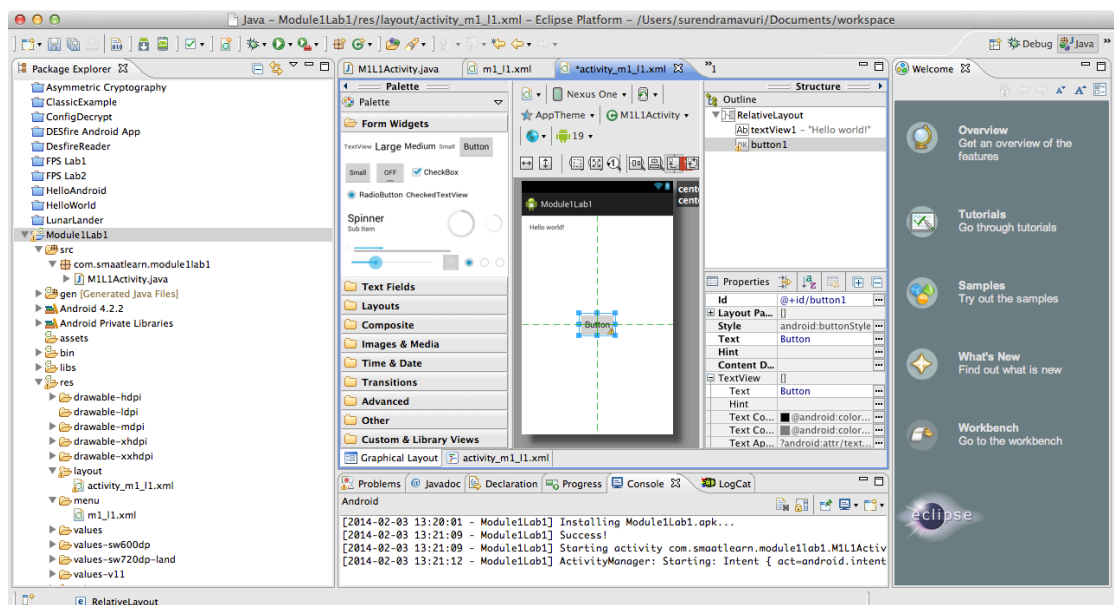 Java - Module1Lab1/res/layout/activity_m1_l1.xml - Eclipse Platform - /Users/surendramavuri/Documents/workspace
Debug Java »
Package Explorer
Asymmetric Cryptography
ClassicExample
ConfigDecrypt
DESfire Android App
DesfireReader
FPS Lab1
FPS Lab2
HelloAndroid
HelloWorld
LunarLander
Module1Lab1
src
com.smaatlearn.module1lab1
M1L1Activity.java
gen [Generated Java Files]
Android 4.2.2
Android Private Libraries
assets
bin
libs
res
drawable-hdpi
drawable-ldpi
drawable-mdpi
drawable-xhdpi
drawable-xxhdpi
layout
activity_m1_l1.xml
menu
m1_l1.xml
values
values-sw600dp
values-sw720dp-land
values-v11
M1L1Activity.java
m1_l1.xml
*activity_m1_l1.xml
»1
Palette
Palette
Form Widgets
TextView Large Medium Small Button
Small OFF CheckBox
RadioButton CheckedTextView
Spinner
Sub Item
Text Fields
Layouts
Composite
Images & Media
Time & Date
Transitions
Advanced
Other
Custom & Library Views
Nexus One
AppTheme M1L1Activity
19
Module1Lab1
Hello world!
Button
cent
cent
Structure
Outline
RelativeLayout
Ab textView1 - "Hello world!"
OK button1
Properties
Id @+id/button1
Layout Pa... []
Style android:buttonStyle
Text Button
Hint
Content D...
TextView []
Text Button
Hint
Text Co... @android:color...
Text Co... @android:color...
Text Ap... ?android:attr/text...
Graphical Layout activity_m1_l1.xml
Problems @ Javadoc Declaration Progress Console LogCat
Android
[2014-02-03 13:20:01 - Module1Lab1] Installing Module1Lab1.apk...
[2014-02-03 13:21:09 - Module1Lab1] Success!
[2014-02-03 13:21:09 - Module1Lab1] Starting activity com.smaatlearn.module1lab1.M1L1Activ
[2014-02-03 13:21:12 - Module1Lab1] ActivityManager: Starting: Intent { act=android.intent
Welcome
Overview
Get an overview of the
features
Tutorials
Go through tutorials
Samples
Try out the samples
What's New
Find out what is new
Workbench
Go to the workbench
eclipse
RelativeLayout